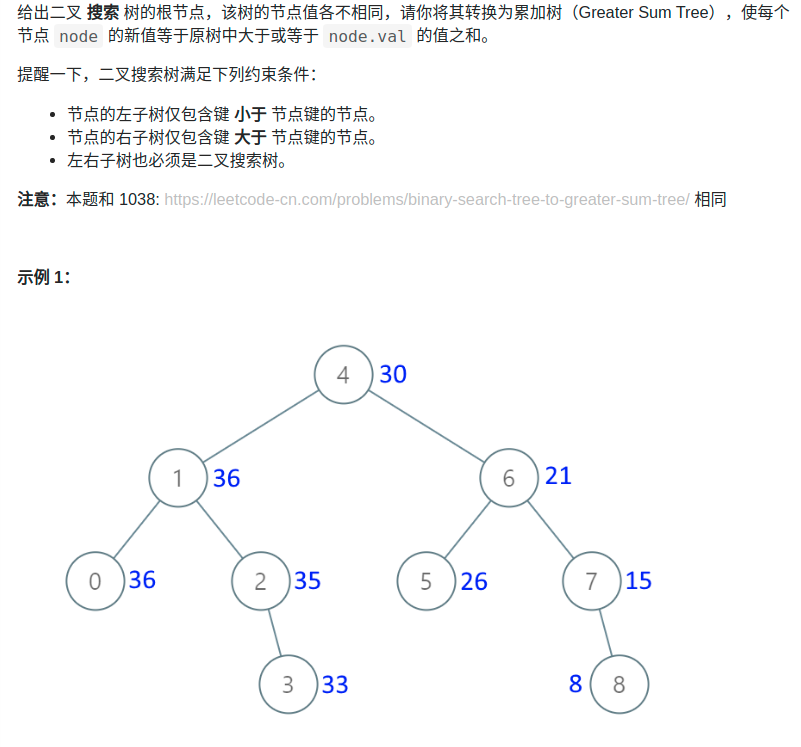 给出二叉 搜索 树的根节点，该树的节点值各不相同，请你将其转换为累加树（Greater Sum Tree），使每个
节点 node 的新值等于原树中大于或等于 node.val 的值之和。
提醒一下，二叉搜索树满足下列约束条件：
• 节点的左子树仅包含键 小于 节点键的节点。
• 节点的右子树仅包含键 大于 节点键的节点。
• 左右子树也必须是二叉搜索树。
注意：本题和 1038: https://leetcode-cn.com/problems/binary-search-tree-to-greater-sum-tree/ 相同
示例 1：
4 30
1 36 6 21
0 36 2 35 5 26 7 15
3 33 8 8